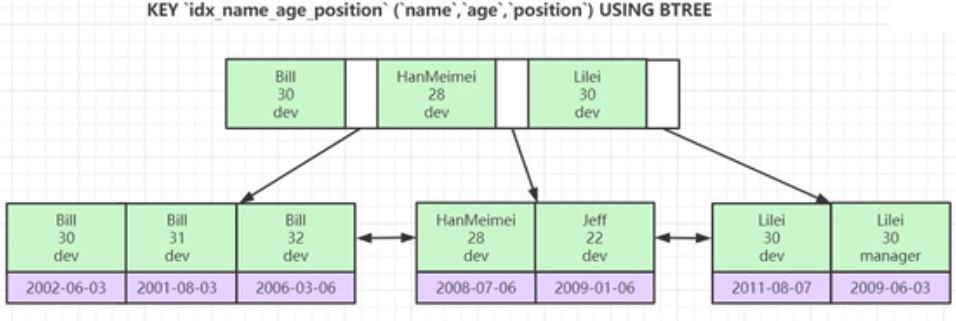 KEY `idx_name_age_position` (`name`,`age`,`position`) USING BTREE
Bill
30
dev
HanMeimei
28
dev
Lilei
30
dev
Bill
30
dev
2002-06-03
Bill
31
dev
2001-08-03
Bill
32
dev
2006-03-06
HanMeimei
28
dev
2008-07-06
Jeff
22
dev
2009-01-06
Lilei
30
dev
2011-08-07
Lilei
30
manager
2009-06-03